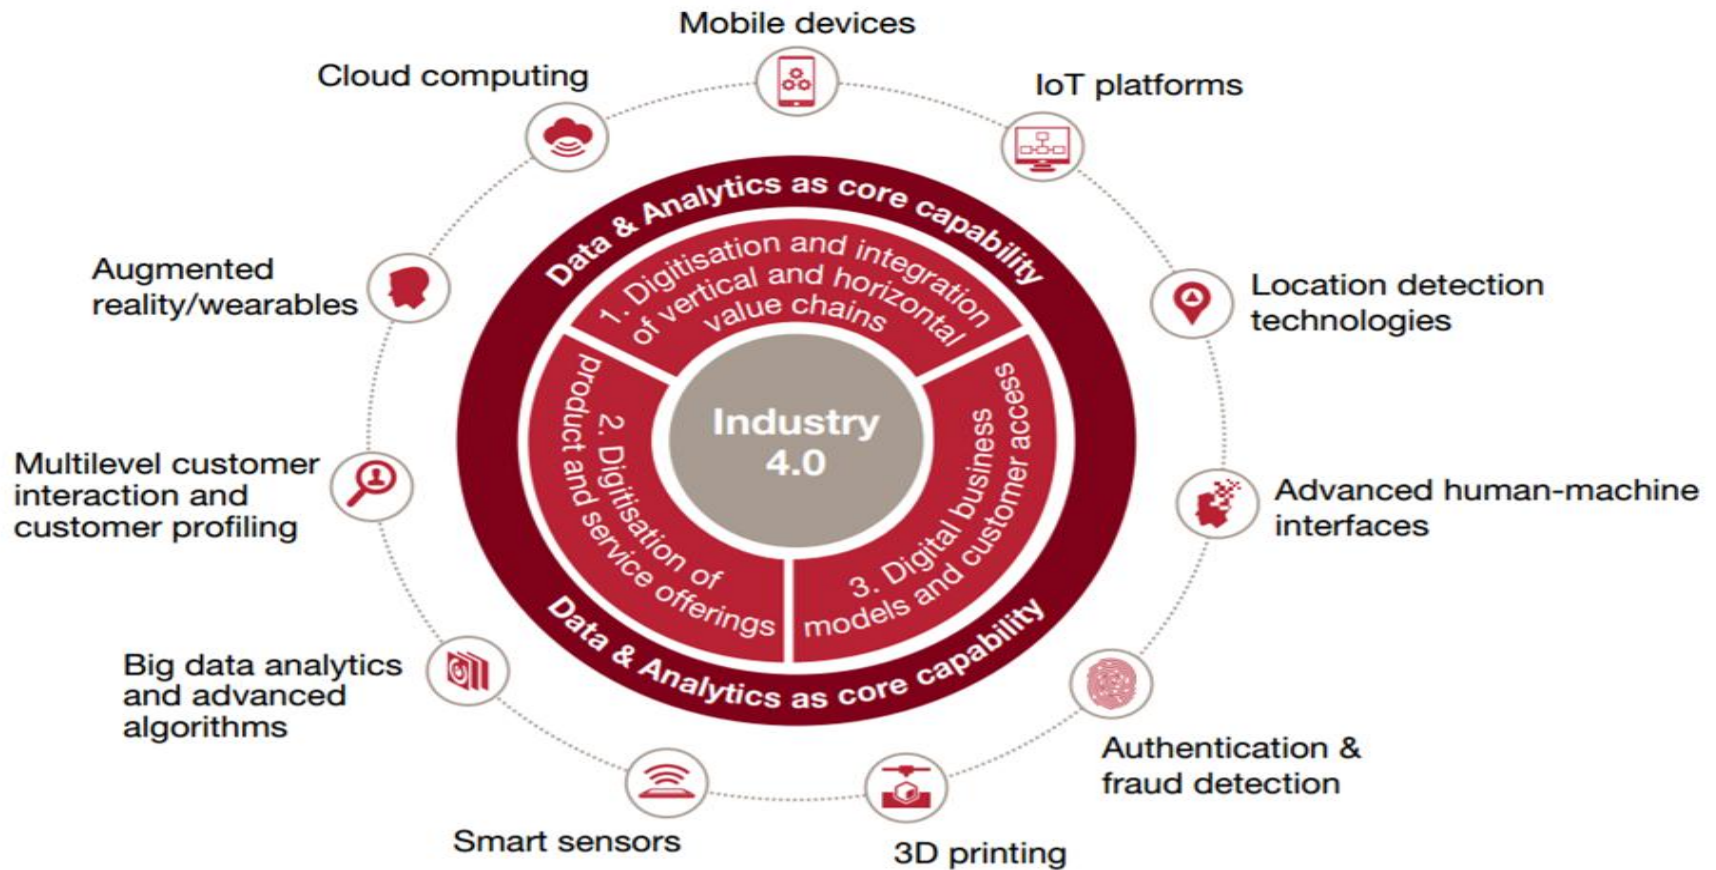 Mobile devices
Cloud computing
IoT platforms
Augmented
reality/wearables
Location detection
technologies
Multilevel customer
interaction and
customer profiling
Advanced human-machine
interfaces
Big data analytics
and advanced
algorithms
Authentication &
fraud detection
Smart sensors
3D printing
Data & Analytics as core capability
1. Digitisation and integration
of vertical and horizontal
value chains
2. Digitisation of
product and service offerings
3. Digital business
models and customer access
Industry
4.0
Data & Analytics as core capability